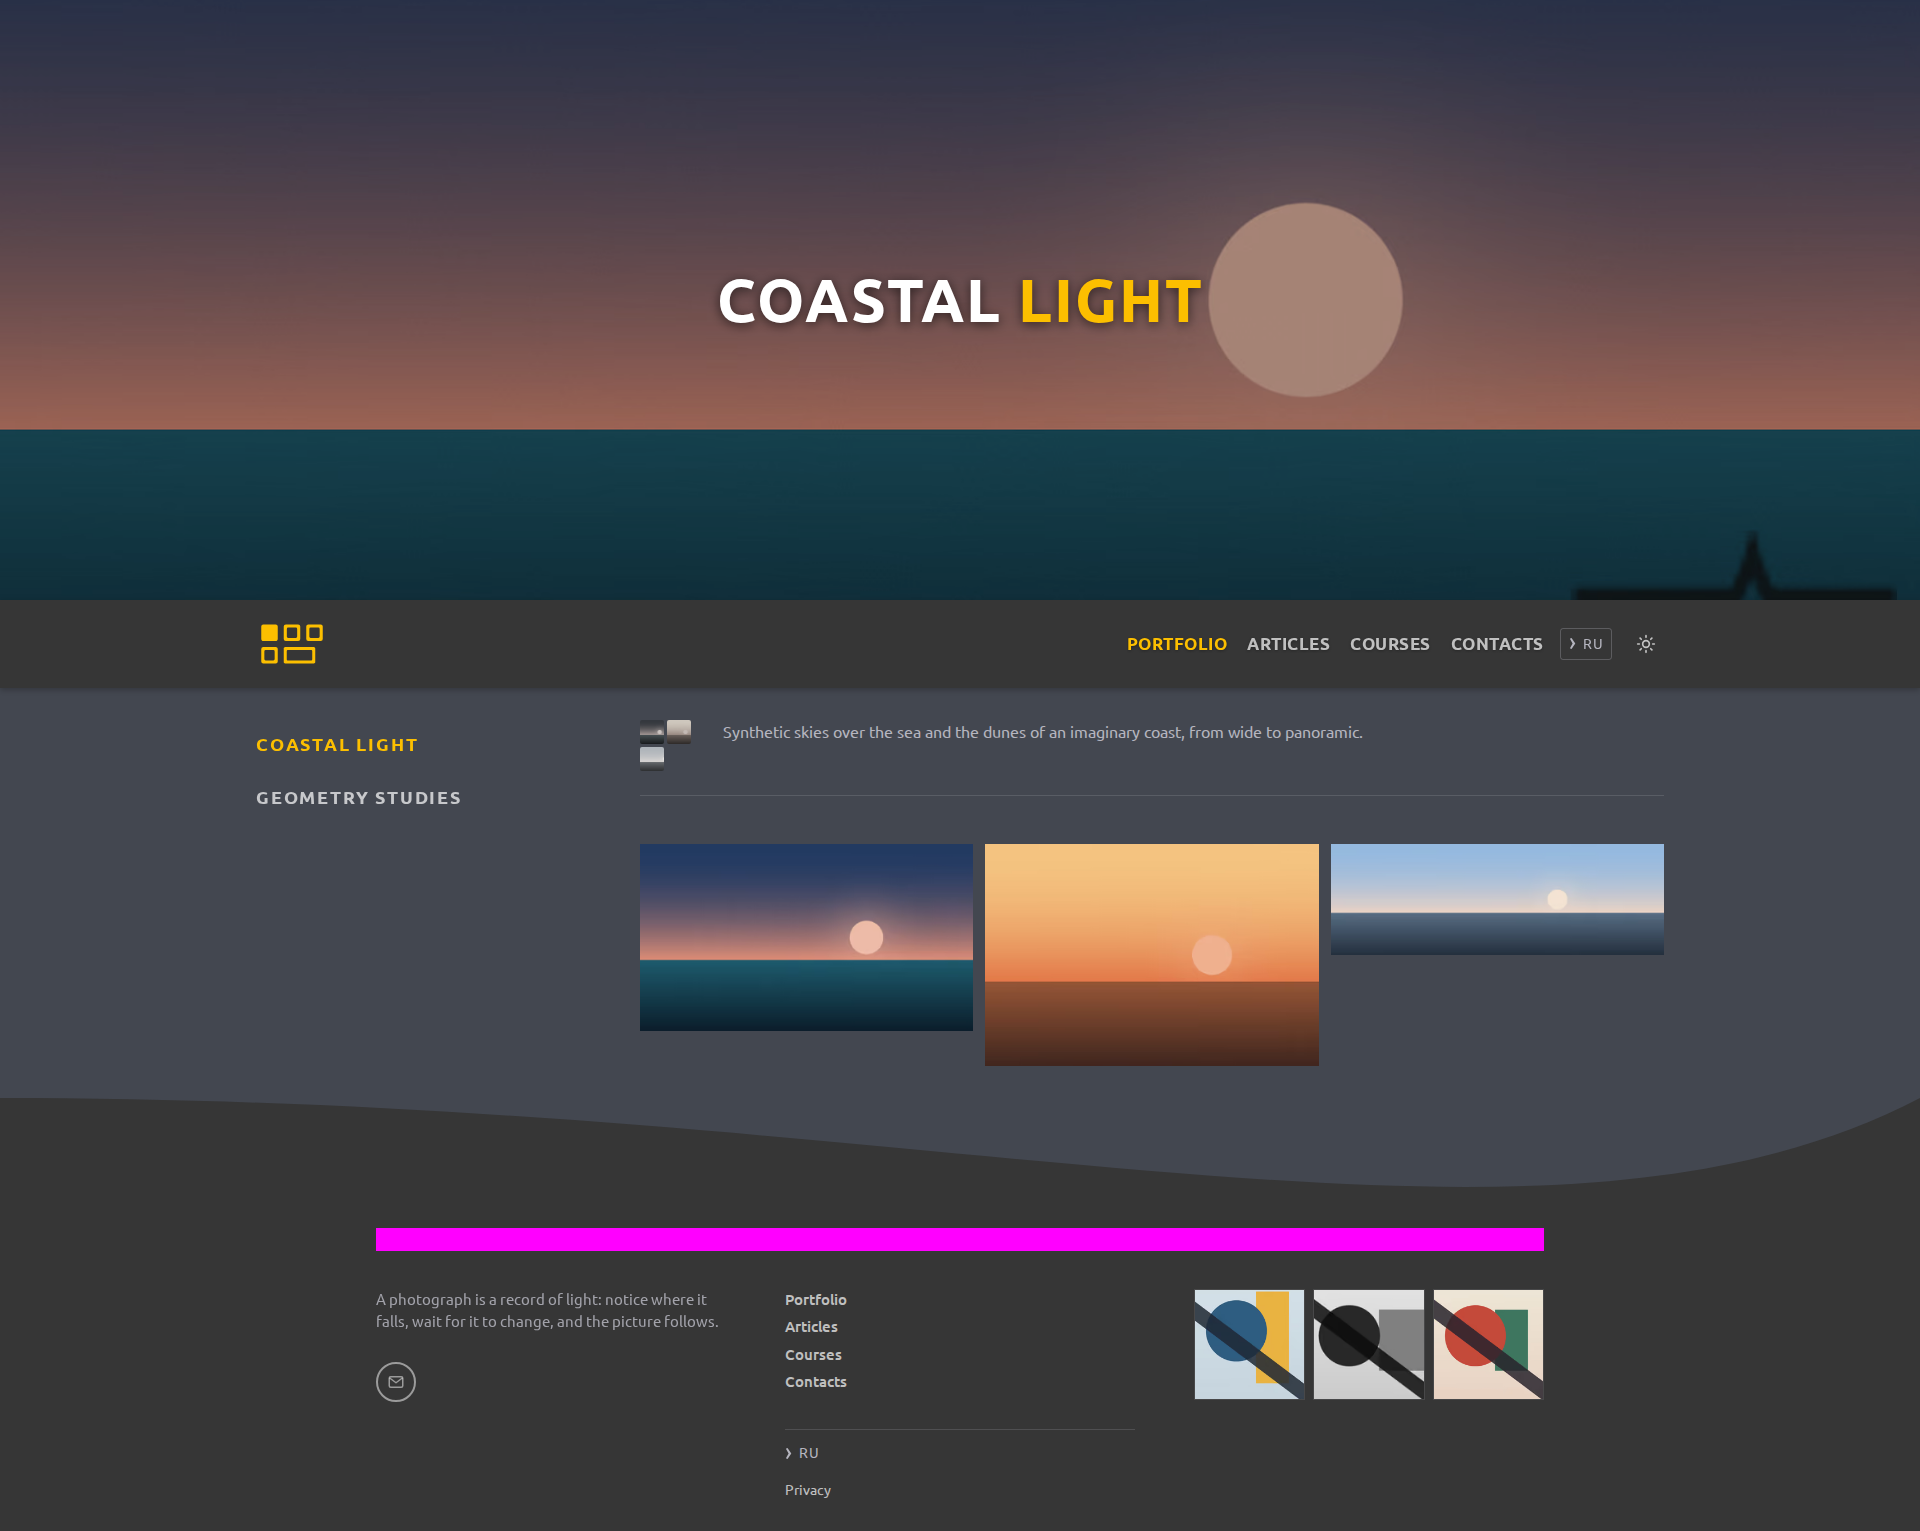 COASTAL LIGHT
PORTFOLIO ARTICLES COURSES CONTACTS RU
COASTAL LIGHT
GEOMETRY STUDIES
Synthetic skies over the sea and the dunes of an imaginary coast, from wide to panoramic.
A photograph is a record of light: notice where it
falls, wait for it to change, and the picture follows.
Portfolio
Articles
Courses
Contacts
RU
Privacy